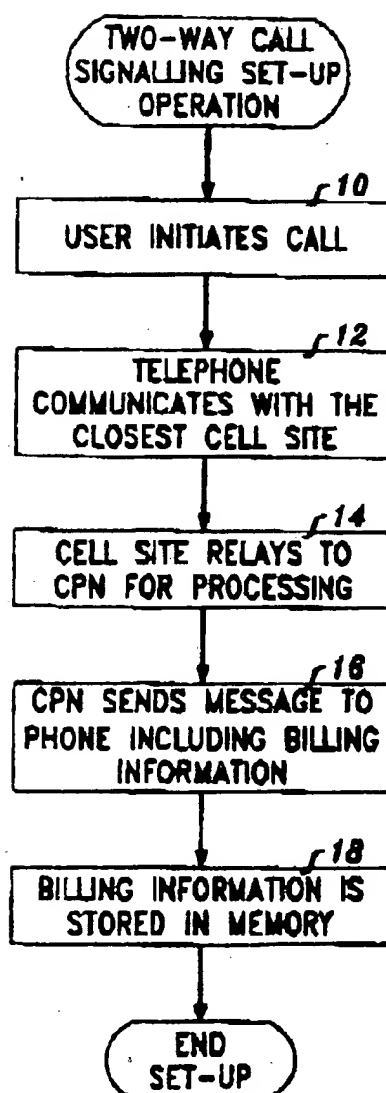 TWO-WAY CALL
SIGNALLING SET-UP
OPERATION
10
USER INITIATES CALL
12
TELEPHONE
COMMUNICATES WITH THE
CLOSEST CELL SITE
14
CELL SITE RELAYS TO
CPN FOR PROCESSING
16
CPN SENDS MESSAGE TO
PHONE INCLUDING BILLING
INFORMATION
18
BILLING INFORMATION IS
STORED IN MEMORY
END
SET-UP